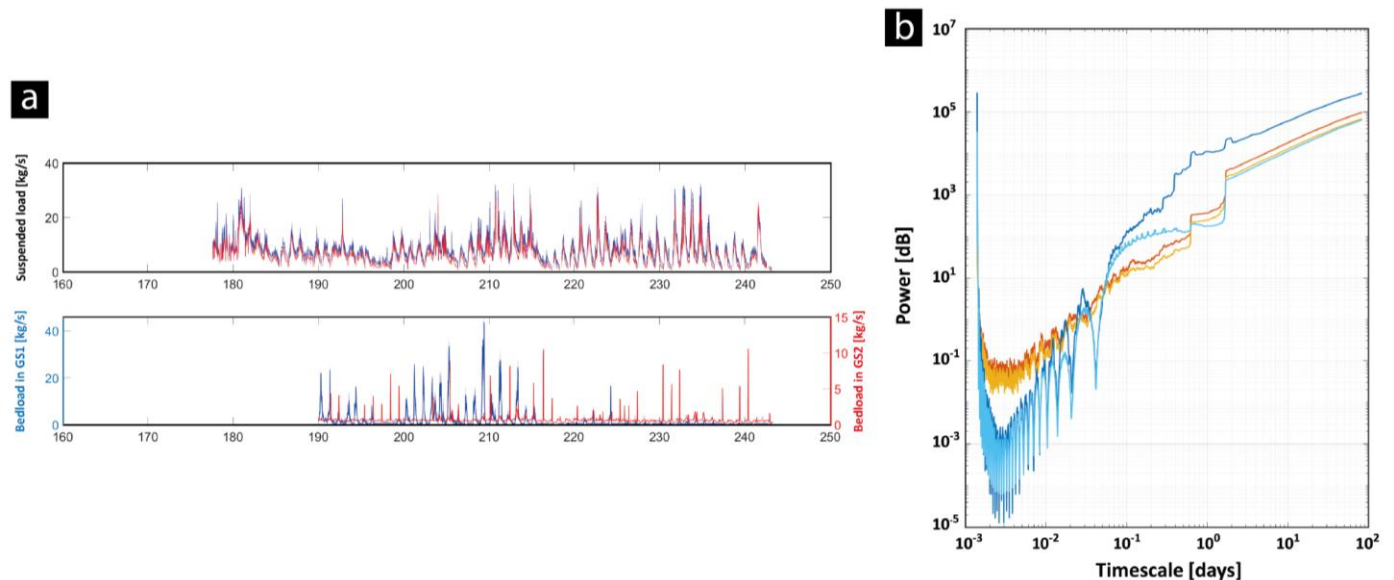 a
Suspended load [kg/s]
40
20
0
160 170 180 190 200 210 220 230 240 250
Bedload in GS1 [kg/s]
40
20
0
15
10
5
0
Bedload in GS2 [kg/s]
160 170 180 190 200 210 220 230 240 250
b
Power [dB]
10^7
10^5
10^3
10^1
10^-1
10^-3
10^-5
10^-3 10^-2 10^-1 10^0 10^1 10^2
Timescale [days]